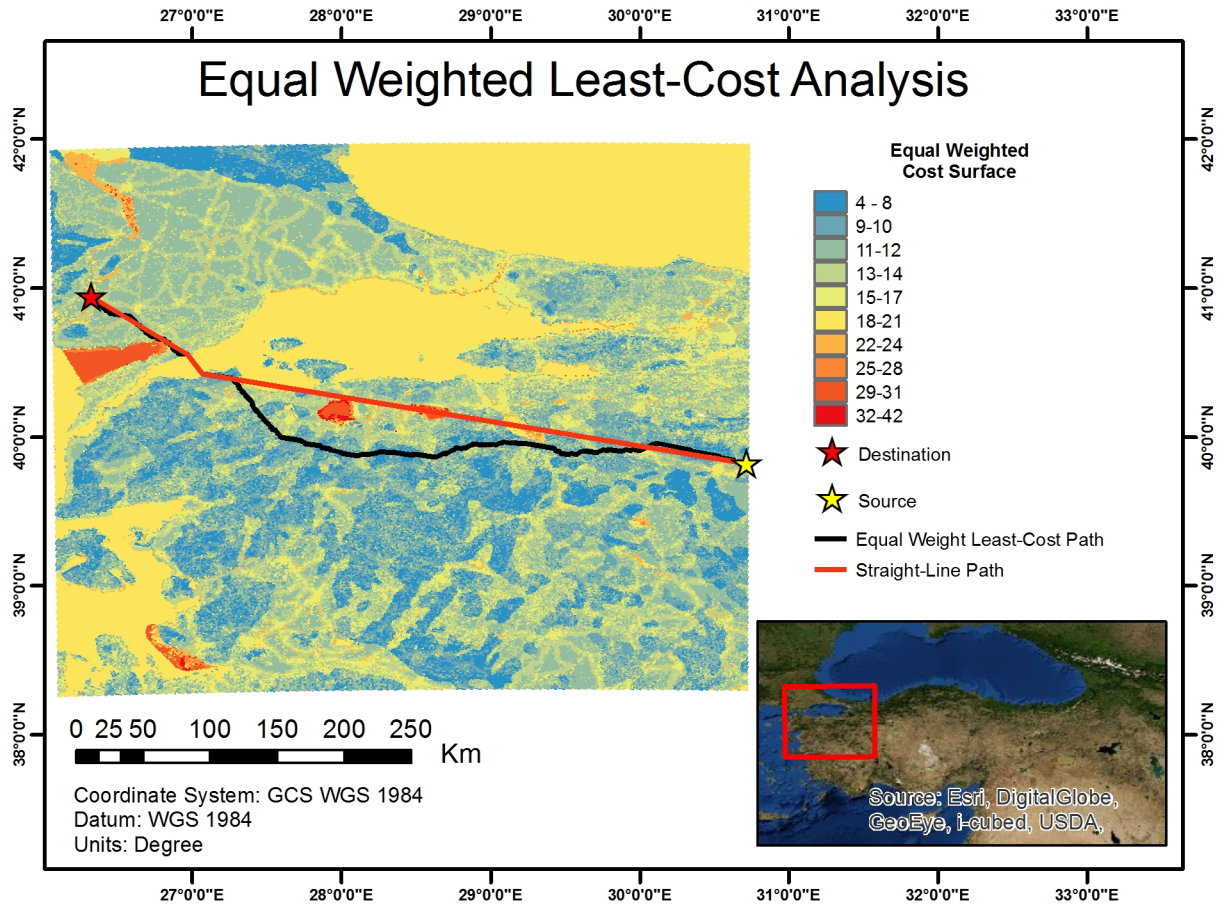 27°0'0"E 28°0'0"E 29°0'0"E 30°0'0"E 31°0'0"E 32°0'0"E 33°0'0"E
Equal Weighted Least-Cost Analysis
42°0'0"N
41°0'0"N
40°0'0"N
39°0'0"N
38°0'0"N
Equal Weighted
Cost Surface
4 - 8
9-10
11-12
13-14
15-17
18-21
22-24
25-28
29-31
32-42
Destination
Source
Equal Weight Least-Cost Path
Straight-Line Path
42°0'0"N
41°0'0"N
40°0'0"N
39°0'0"N
38°0'0"N
0 25 50 100 150 200 250
Km
Coordinate System: GCS WGS 1984
Datum: WGS 1984
Units: Degree
Source: Esri, DigitalGlobe,
GeoEye, i-cubed, USDA,
27°0'0"E 28°0'0"E 29°0'0"E 30°0'0"E 31°0'0"E 32°0'0"E 33°0'0"E